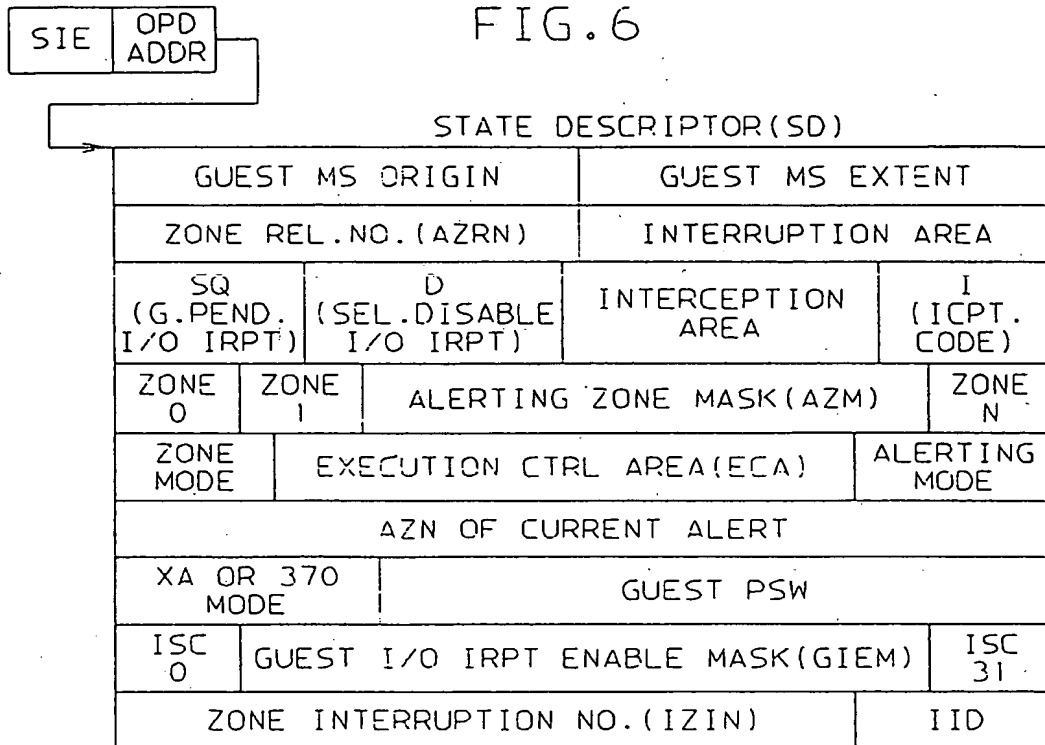 FIG.6
SIE OPD
ADDR
STATE DESCRIPTOR(SD)
GUEST MS ORIGIN GUEST MS EXTENT
ZONE REL.NO.(AZRN) INTERRUPTION AREA
SQ
(G.PEND.
I/O IRPT)
D
(SEL.DISABLE
I/O IRPT)
INTERCEPTION
AREA
I
(ICPT.
CODE)
ZONE
0
ZONE
1
ALERTING ZONE MASK(AZM)
ZONE
N
ZONE
MODE
EXECUTION CTRL AREA(ECA)
ALERTING
MODE
AZN OF CURRENT ALERT
XA OR 370
MODE
GUEST PSW
ISC
0
GUEST I/O IRPT ENABLE MASK(GIEM)
ISC
31
ZONE INTERRUPTION NO.(IZIN) IID